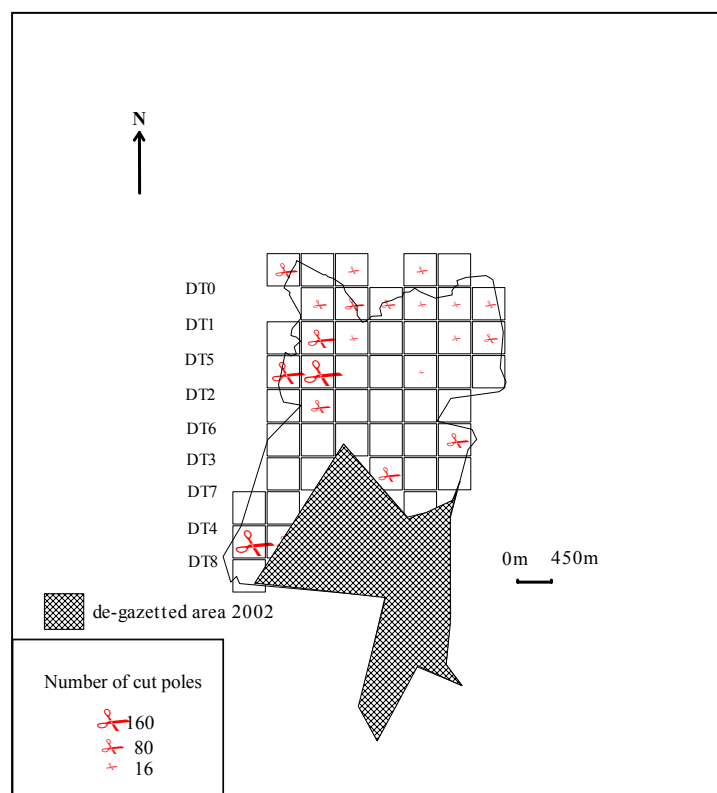 N
DT0
DT1
DT5
DT2
DT6
DT3
DT7
DT4
DT8
0m 450m
de-gazetted area 2002
Number of cut poles
160
80
16